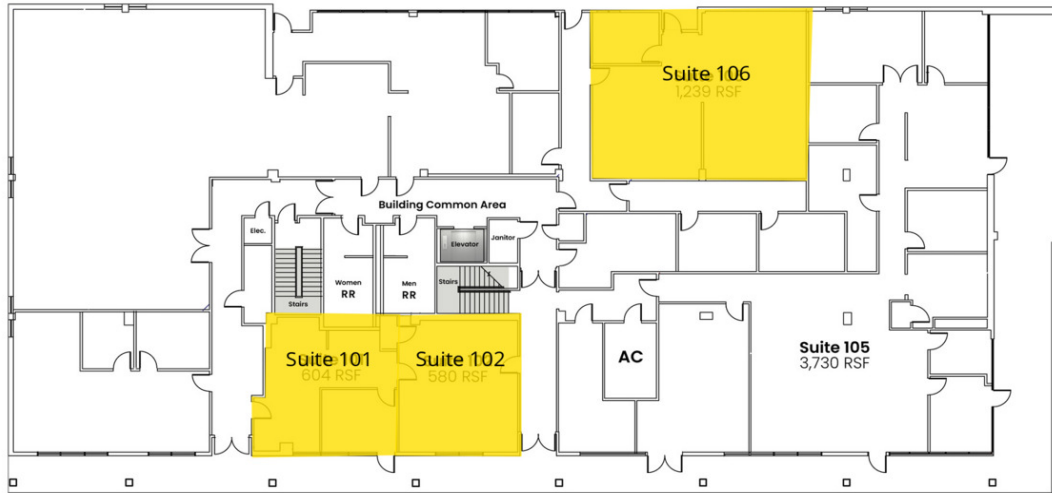 Suite 106
1,239 RSF
Building Common Area
Elec.
Elevator
Janitor
Stairs
Women
RR
Men
RR
Stairs
Suite 101
604 RSF
Suite 102
580 RSF
AC
Suite 105
3,730 RSF